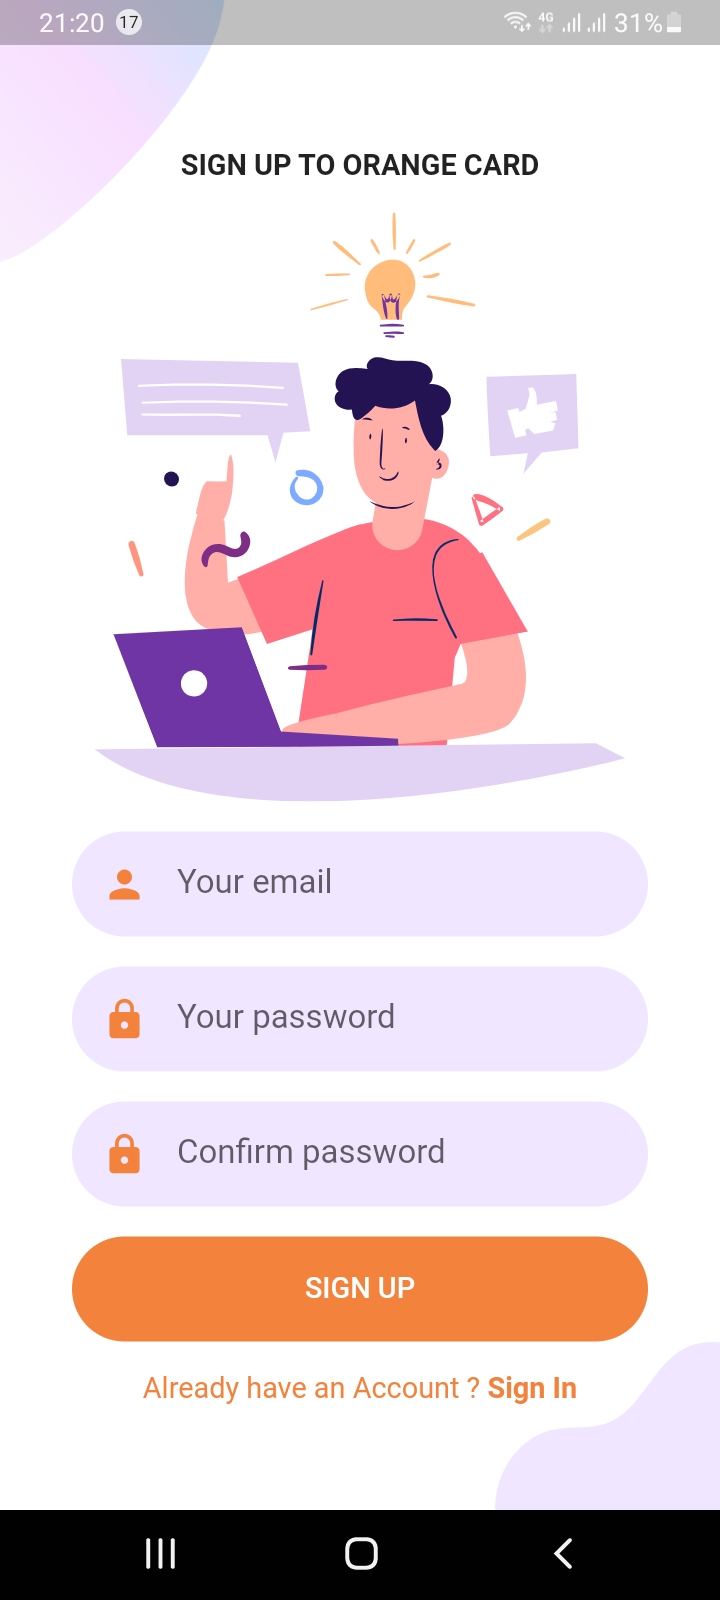 21:20 17 4G 31%
SIGN UP TO ORANGE CARD
Your email
Your password
Confirm password
SIGN UP
Already have an Account ? Sign In